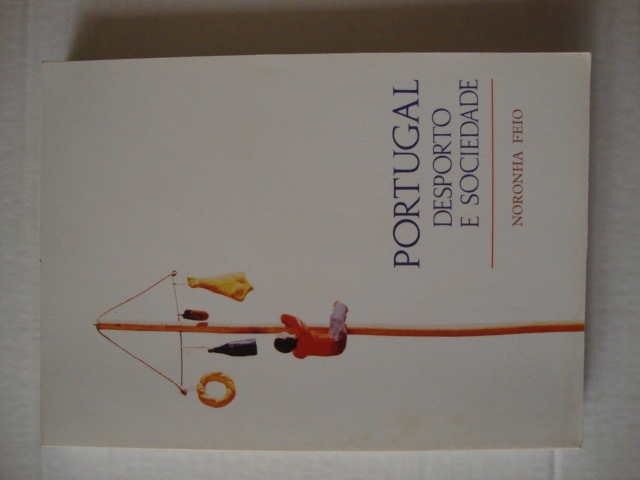 PORTUGAL
DESPORTO
E SOCIEDADE
NORONHA FEIO